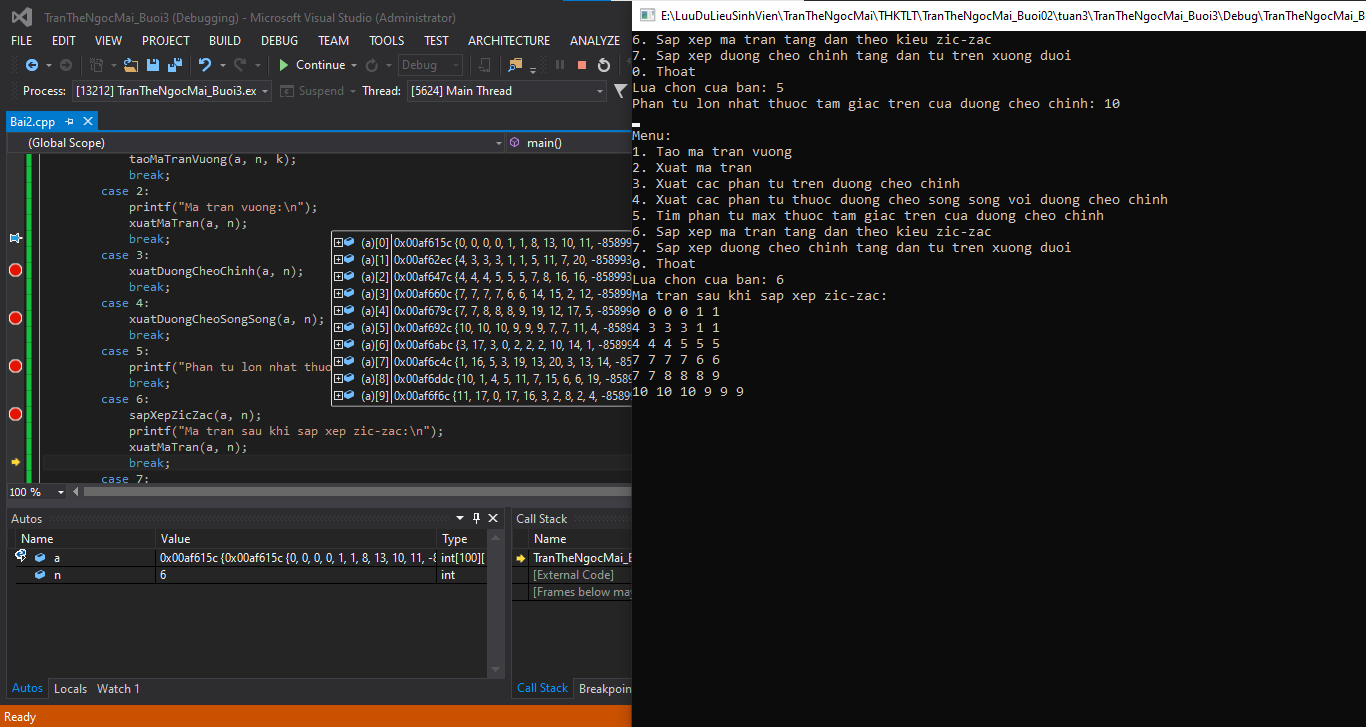 TranTheNgocMai_Buoi3 (Debugging) - Microsoft Visual Studio (Administrator)
FILE EDIT VIEW PROJECT BUILD DEBUG TEAM TOOLS TEST ARCHITECTURE ANALYZE
Continue Debug
Process: [13212] TranTheNgocMai_Buoi3.ex Suspend Thread: [5624] Main Thread
Bai2.cpp
(Global Scope) main()
taoMaTranVuong(a, n, k);
break;
case 2:
printf("Ma tran vuong:\n");
xuatMaTran(a, n);
break;
case 3:
xuatDuongCheoChinh(a, n);
break;
case 4:
xuatDuongCheoSongSong(a, n);
break;
case 5:
printf("Phan tu lon nhat thuo
break;
case 6:
sapXepZicZac(a, n);
printf("Ma tran sau khi sap xep zic-zac:\n");
xuatMaTran(a, n);
break;
case 7:
(a)[0] 0x00af615c {0, 0, 0, 0, 1, 1, 8, 13, 10, 11, -858993
(a)[1] 0x00af62ec {4, 3, 3, 3, 1, 1, 5, 11, 7, 20, -858993
(a)[2] 0x00af647c {4, 4, 4, 5, 5, 5, 7, 8, 16, 16, -858993
(a)[3] 0x00af660c {7, 7, 7, 7, 6, 6, 14, 15, 2, 12, -858993
(a)[4] 0x00af679c {7, 7, 8, 8, 8, 9, 19, 12, 17, 5, -858993
(a)[5] 0x00af692c {10, 10, 10, 9, 9, 9, 7, 7, 11, 4, -858993
(a)[6] 0x00af6abc {3, 17, 3, 0, 2, 2, 2, 10, 14, 1, -858993
(a)[7] 0x00af6c4c {1, 16, 5, 3, 19, 13, 20, 3, 13, 14, -85
(a)[8] 0x00af6ddc {10, 1, 4, 5, 11, 7, 15, 6, 6, 19, -8589
(a)[9] 0x00af6f6c {11, 17, 0, 17, 16, 3, 2, 8, 2, 4, -85899
100 %
Autos
Name Value Type
a 0x00af615c {0x00af615c {0, 0, 0, 0, 1, 1, 8, 13, 10, 11, -8 int[100][
n 6 int
Autos Locals Watch 1
Call Stack
Name
TranTheNgocMai_B
[External Code]
[Frames below may
Call Stack Breakpoin
Ready
E:\LuuDuLieuSinhVien\TranTheNgocMai\THKTLT\TranTheNgocMai_Buoi02\tuan3\TranTheNgocMai_Buoi3\Debug\TranTheNgocMai_B
6. Sap xep ma tran tang dan theo kieu zic-zac
7. Sap xep duong cheo chinh tang dan tu tren xuong duoi
0. Thoat
Lua chon cua ban: 5
Phan tu lon nhat thuoc tam giac tren cua duong cheo chinh: 10
Menu:
1. Tao ma tran vuong
2. Xuat ma tran
3. Xuat cac phan tu tren duong cheo chinh
4. Xuat cac phan tu thuoc duong cheo song song voi duong cheo chinh
5. Tim phan tu max thuoc tam giac tren cua duong cheo chinh
6. Sap xep ma tran tang dan theo kieu zic-zac
7. Sap xep duong cheo chinh tang dan tu tren xuong duoi
0. Thoat
Lua chon cua ban: 6
Ma tran sau khi sap xep zic-zac:
0 0 0 0 1 1
4 3 3 3 1 1
4 4 4 5 5 5
7 7 7 7 6 6
7 7 8 8 8 9
10 10 10 9 9 9